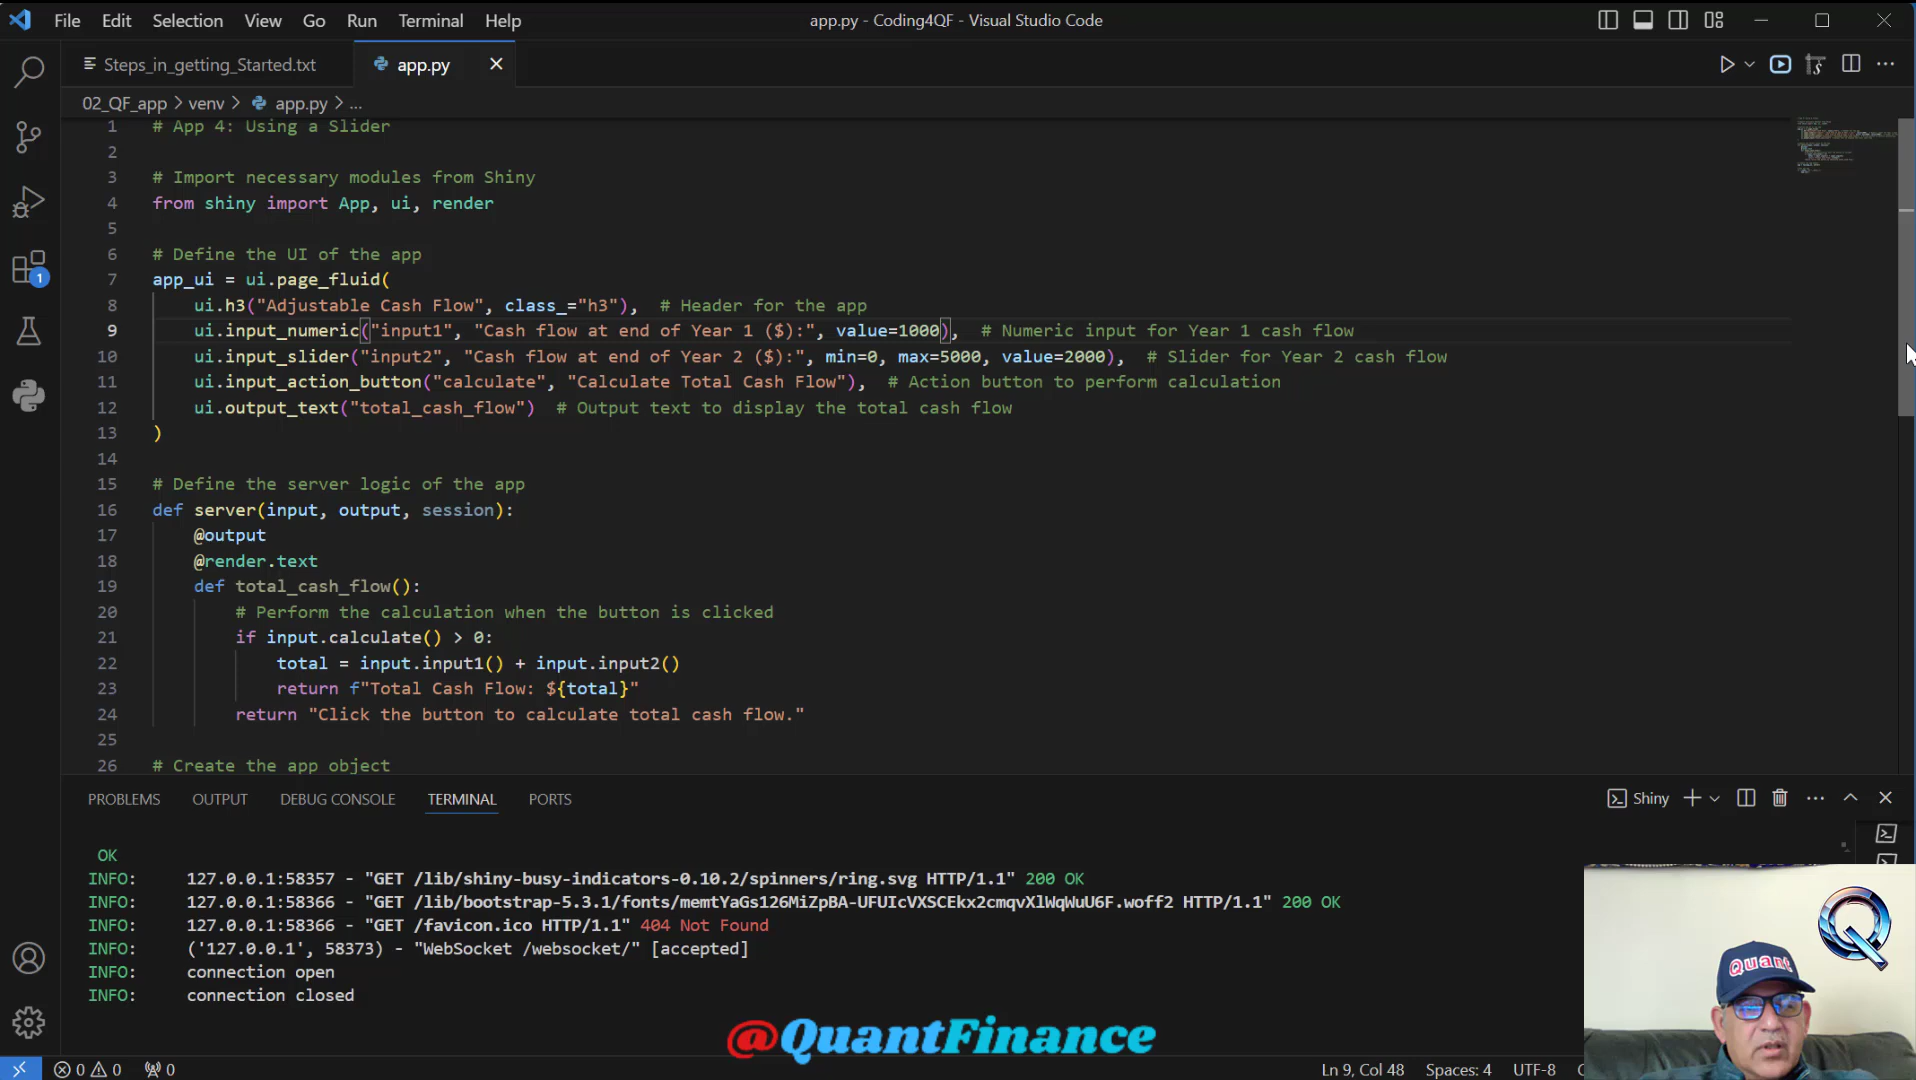 File Edit Selection View Go Run Terminal Help
app.py - Coding4QF - Visual Studio Code
Steps_in_getting_Started.txt
app.py
02_QF_app > venv > app.py > ...
1 # App 4: Using a Slider
2
3 # Import necessary modules from Shiny
4 from shiny import App, ui, render
5
6 # Define the UI of the app
7 app_ui = ui.page_fluid(
8 ui.h3("Adjustable Cash Flow", class_="h3"), # Header for the app
9 ui.input_numeric("input1", "Cash flow at end of Year 1 ($):", value=1000), # Numeric input for Year 1 cash flow
10 ui.input_slider("input2", "Cash flow at end of Year 2 ($):", min=0, max=5000, value=2000), # Slider for Year 2 cash flow
11 ui.input_action_button("calculate", "Calculate Total Cash Flow"), # Action button to perform calculation
12 ui.output_text("total_cash_flow") # Output text to display the total cash flow
13 )
14
15 # Define the server logic of the app
16 def server(input, output, session):
17 @output
18 @render.text
19 def total_cash_flow():
20 # Perform the calculation when the button is clicked
21 if input.calculate() > 0:
22 total = input.input1() + input.input2()
23 return f"Total Cash Flow: ${total}"
24 return "Click the button to calculate total cash flow."
25
26 # Create the app object
1
PROBLEMS OUTPUT DEBUG CONSOLE TERMINAL PORTS
Shiny
OK
INFO: 127.0.0.1:58357 - "GET /lib/shiny-busy-indicators-0.10.2/spinners/ring.svg HTTP/1.1" 200 OK
INFO: 127.0.0.1:58366 - "GET /lib/bootstrap-5.3.1/fonts/memtYaGs126MiZpBA-UFUIcVXSCEkx2cmqvXlWqWuU6F.woff2 HTTP/1.1" 200 OK
INFO: 127.0.0.1:58366 - "GET /favicon.ico HTTP/1.1" 404 Not Found
INFO: ('127.0.0.1', 58373) - "WebSocket /websocket/" [accepted]
INFO: connection open
INFO: connection closed
Q
Quant
@QuantFinance
0 0 0
Ln 9, Col 48 Spaces: 4 UTF-8